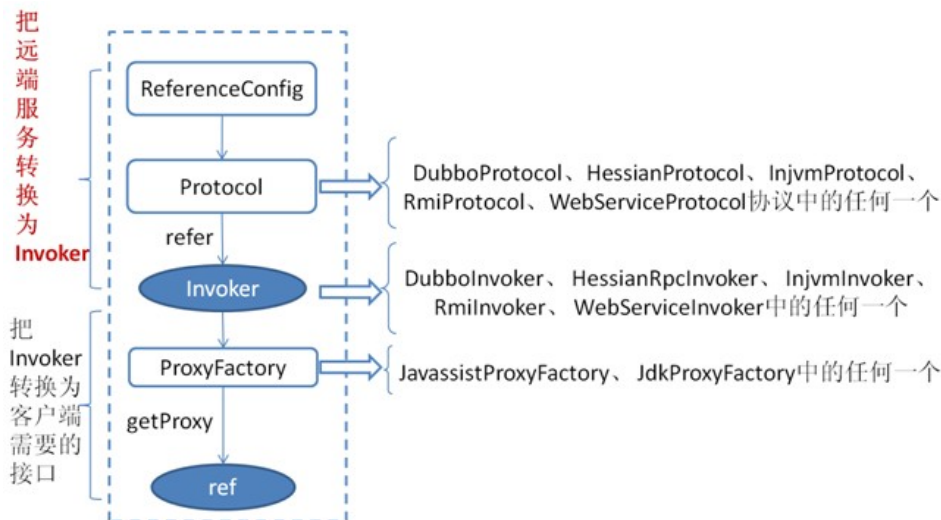 把
远
端
服
务
转
换
为
Invoker
ReferenceConfig
Protocol
DubboProtocol、HessianProtocol、InjvmProtocol、
RmiProtocol、WebServiceProtocol协议中的任何一个
refer
Invoker
DubboInvoker、 HessianRpcInvoker、 InjvmInvoker、
RmiInvoker、 WebServiceInvoker中的任何一个
把
Invoker
转换为
客户端
需要的
接口
ProxyFactory
JavassistProxyFactory、 JdkProxyFactory中的任何一个
getProxy
ref